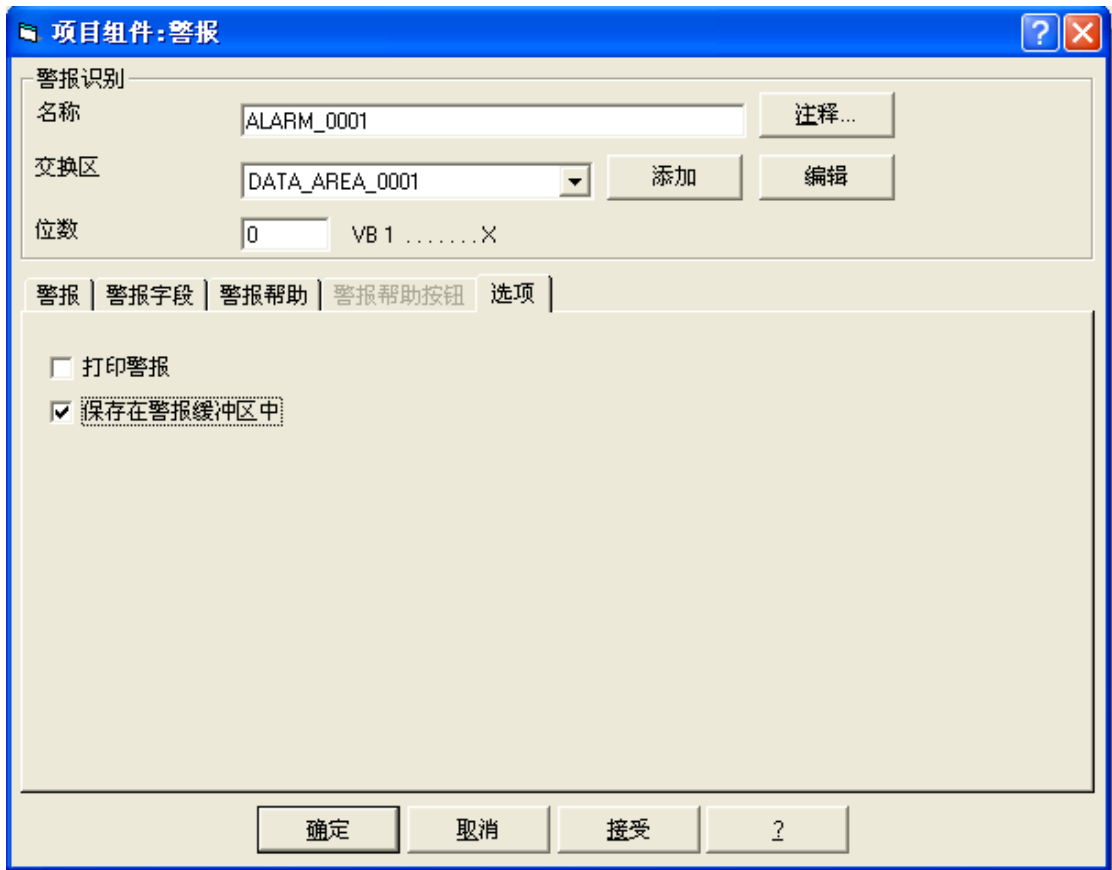 项目组件:警报
警报识别
名称 ALARM_0001 注释...
交换区 DATA_AREA_0001 添加 编辑
位数 0 VB 1 .......X
警报 警报字段 警报帮助 警报帮助按钮 选项
打印警报
保存在警报缓冲区中
确定 取消 接受 ?